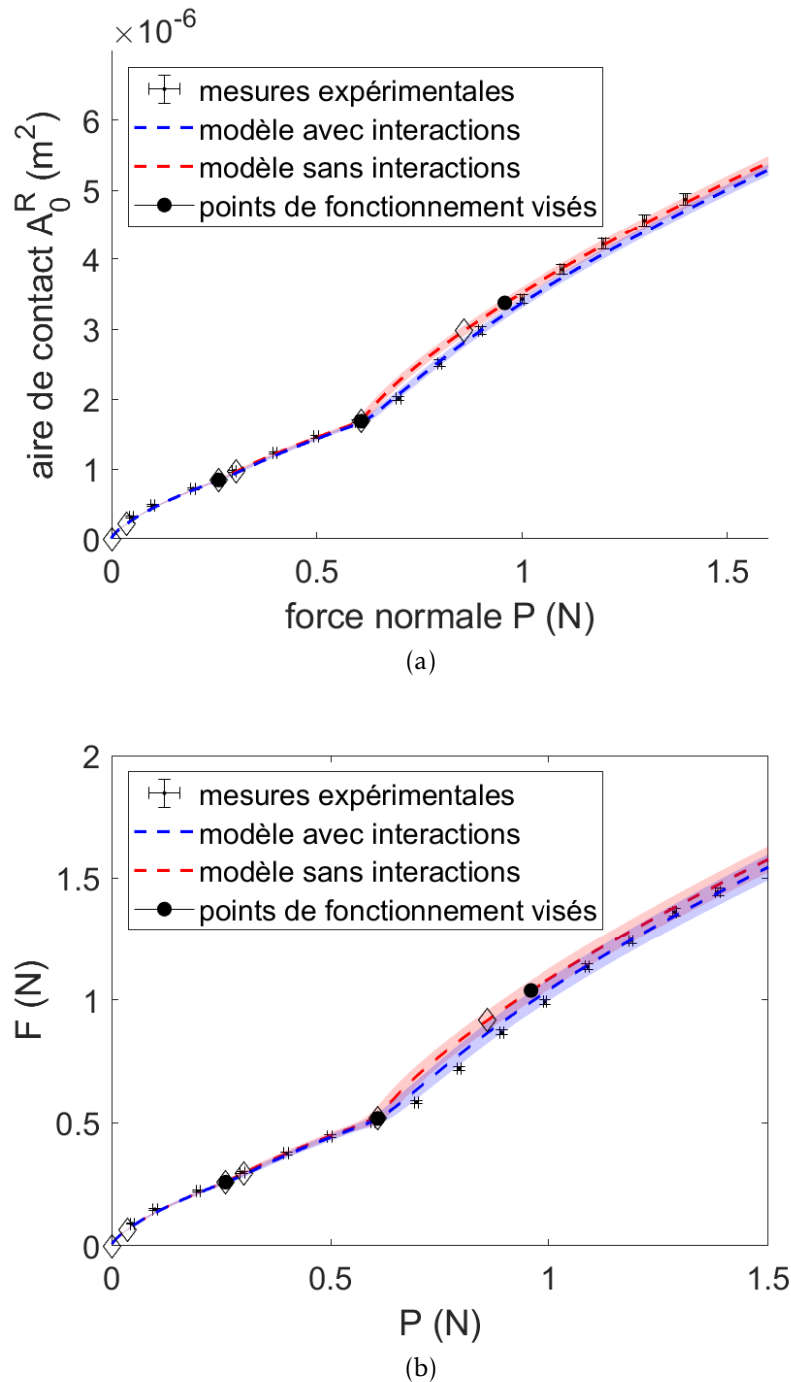 × 10^-6
mesures expérimentales
modèle avec interactions
modèle sans interactions
points de fonctionnement visés
aire de contact A_0^R (m^2)
6
5
4
3
2
1
0
0 0.5 1 1.5
force normale P (N)
(a)
2
mesures expérimentales
modèle avec interactions
modèle sans interactions
points de fonctionnement visés
F (N)
1.5
1
0.5
0
0 0.5 1 1.5
P (N)
(b)